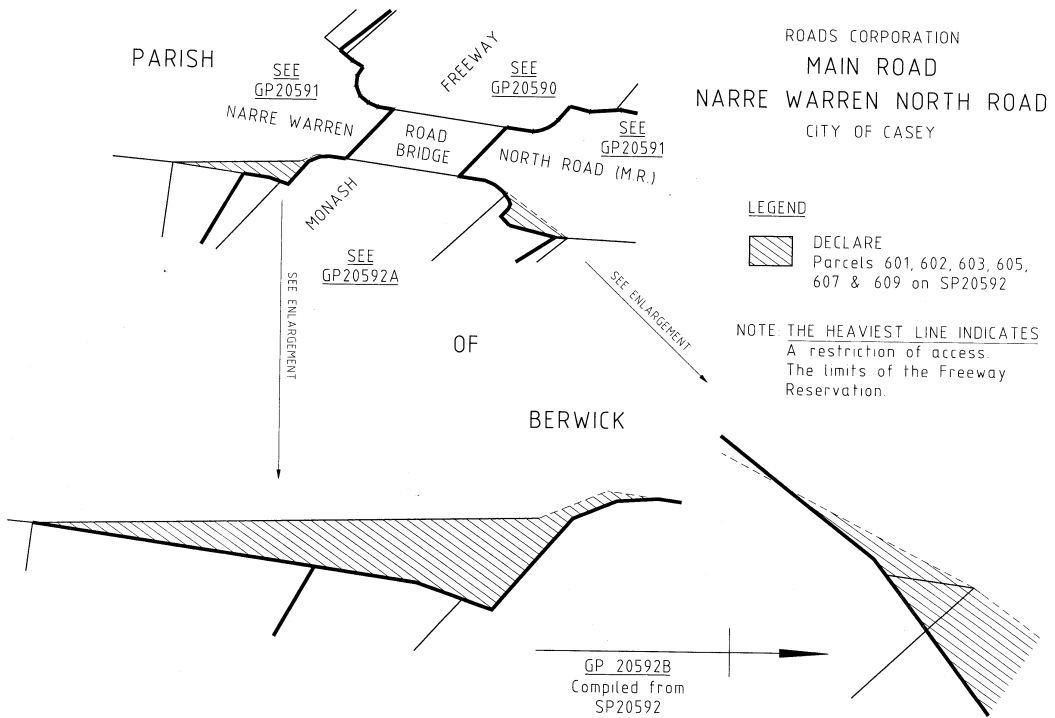 ROADS CORPORATION
MAIN ROAD
NARRE WARREN NORTH ROAD
CITY OF CASEY
PARISH
SEE
GP20591
FREEWAY
SEE
GP20590
NARRE WARREN
ROAD
BRIDGE
SEE
GP20591
NORTH ROAD (M.R.)
MONASH
SEE
GP20592A
SEE ENLARGEMENT
SEE ENLARGEMENT
OF
BERWICK
LEGEND
DECLARE
Parcels 601, 602, 603, 605,
607 & 609 on SP20592
NOTE: THE HEAVIEST LINE INDICATES
A restriction of access.
The limits of the Freeway
Reservation.
GP 20592B
Compiled from
SP20592